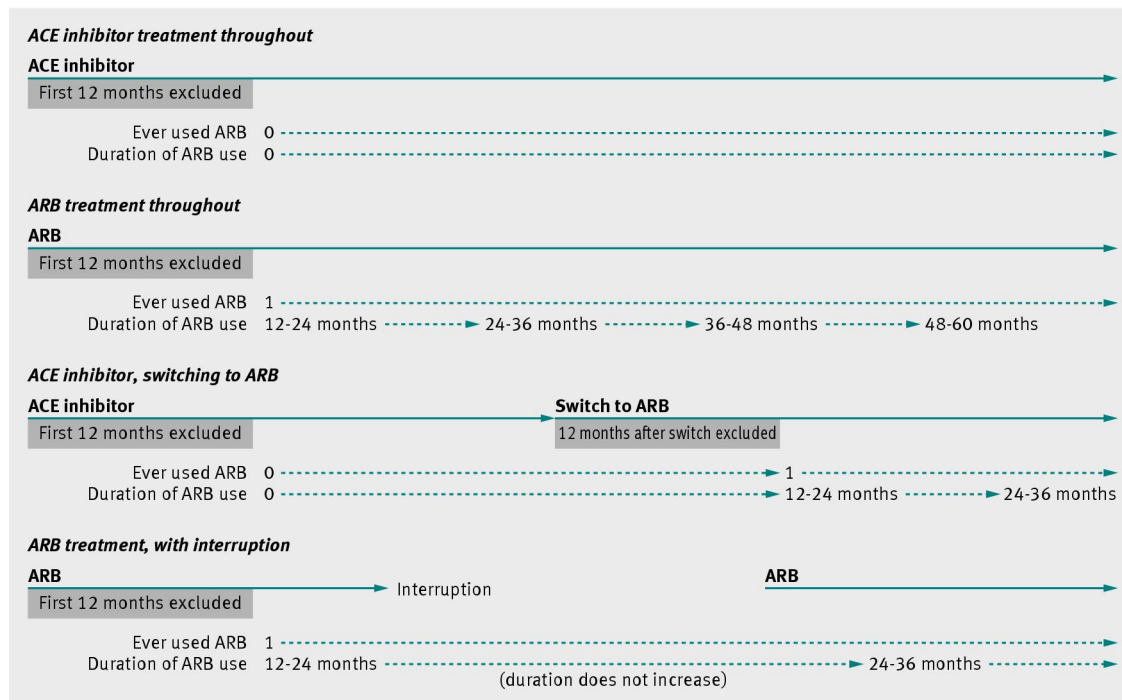 ACE inhibitor treatment throughout
ACE inhibitor
First 12 months excluded
Ever used ARB 0
Duration of ARB use 0
ARB treatment throughout
ARB
First 12 months excluded
Ever used ARB 1
Duration of ARB use 12-24 months 24-36 months 36-48 months 48-60 months
ACE inhibitor, switching to ARB
ACE inhibitor Switch to ARB
First 12 months excluded 12 months after switch excluded
Ever used ARB 0 1
Duration of ARB use 0 12-24 months 24-36 months
ARB treatment, with interruption
ARB Interruption ARB
First 12 months excluded
Ever used ARB 1
Duration of ARB use 12-24 months 24-36 months
(duration does not increase)